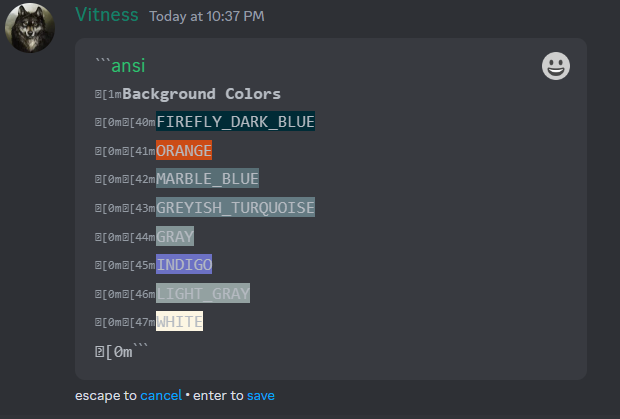 Vitness Today at 10:37 PM
```ansi
�[1mBackground Colors
�[0m�[40mFIREFLY_DARK_BLUE
�[0m�[41mORANGE
�[0m�[42mMARBLE_BLUE
�[0m�[43mGREYISH_TURQUOISE
�[0m�[44mGRAY
�[0m�[45mINDIGO
�[0m�[46mLIGHT_GRAY
�[0m�[47mWHITE
�[0m```
escape to cancel • enter to save